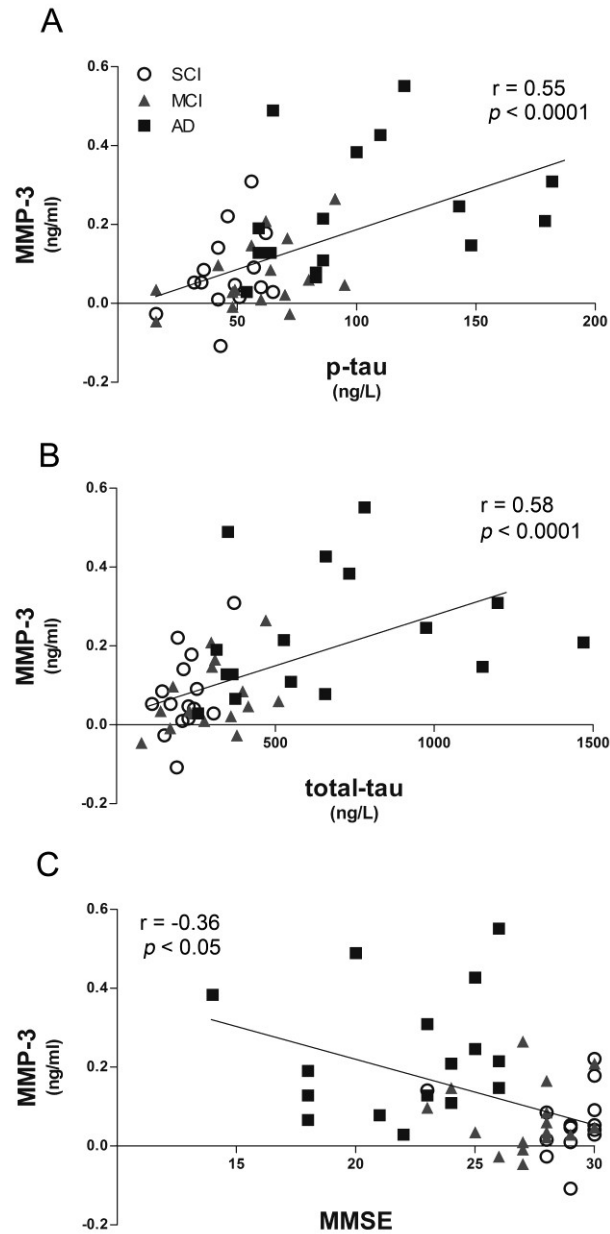 A
SCI
MCI
AD
r = 0.55
p < 0.0001
0.6
0.4
0.2
0.0
-0.2
MMP-3
(ng/ml)
50
100
150
200
p-tau
(ng/L)
B
r = 0.58
p < 0.0001
0.6
0.4
0.2
0.0
-0.2
MMP-3
(ng/ml)
500
1000
1500
total-tau
(ng/L)
C
r = -0.36
p < 0.05
0.6
0.4
0.2
0.0
-0.2
MMP-3
(ng/ml)
15
20
25
30
MMSE